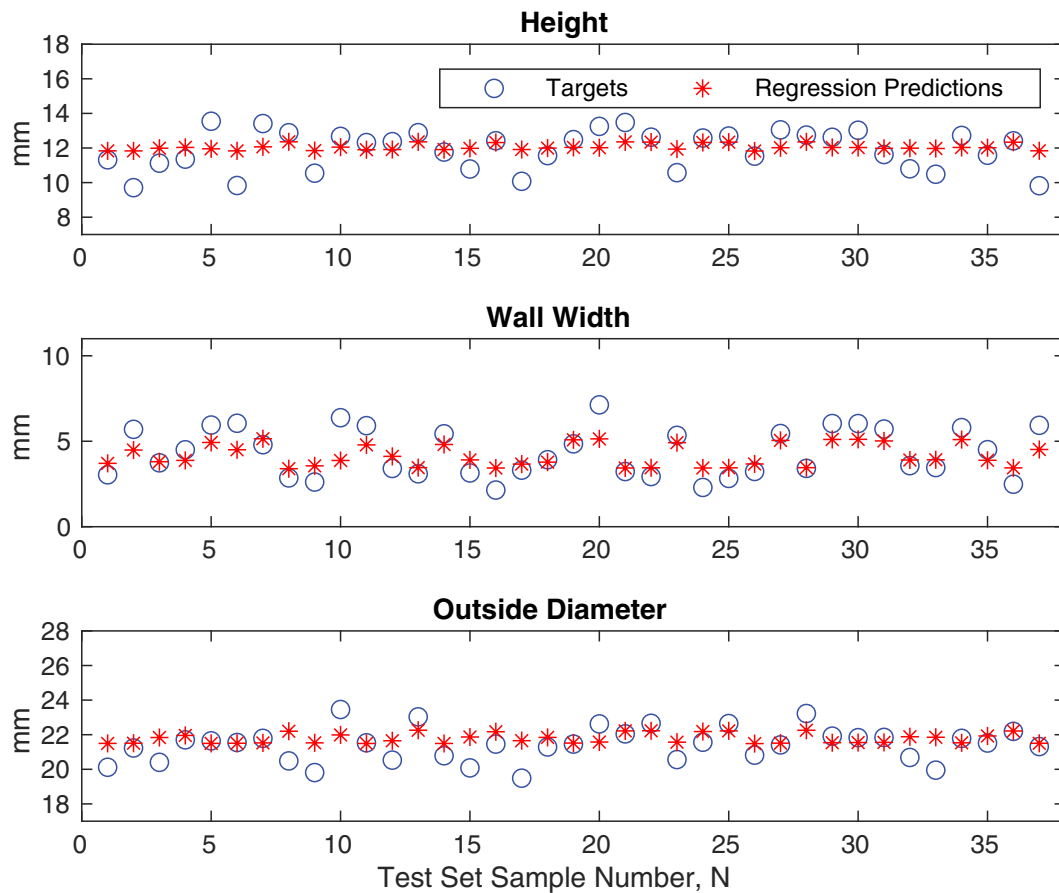 Height
18
16
14
12
10
8
mm
Targets
Regression Predictions
0 5 10 15 20 25 30 35
Wall Width
10
5
0
mm
0 5 10 15 20 25 30 35
Outside Diameter
28
26
24
22
20
18
mm
0 5 10 15 20 25 30 35
Test Set Sample Number, N